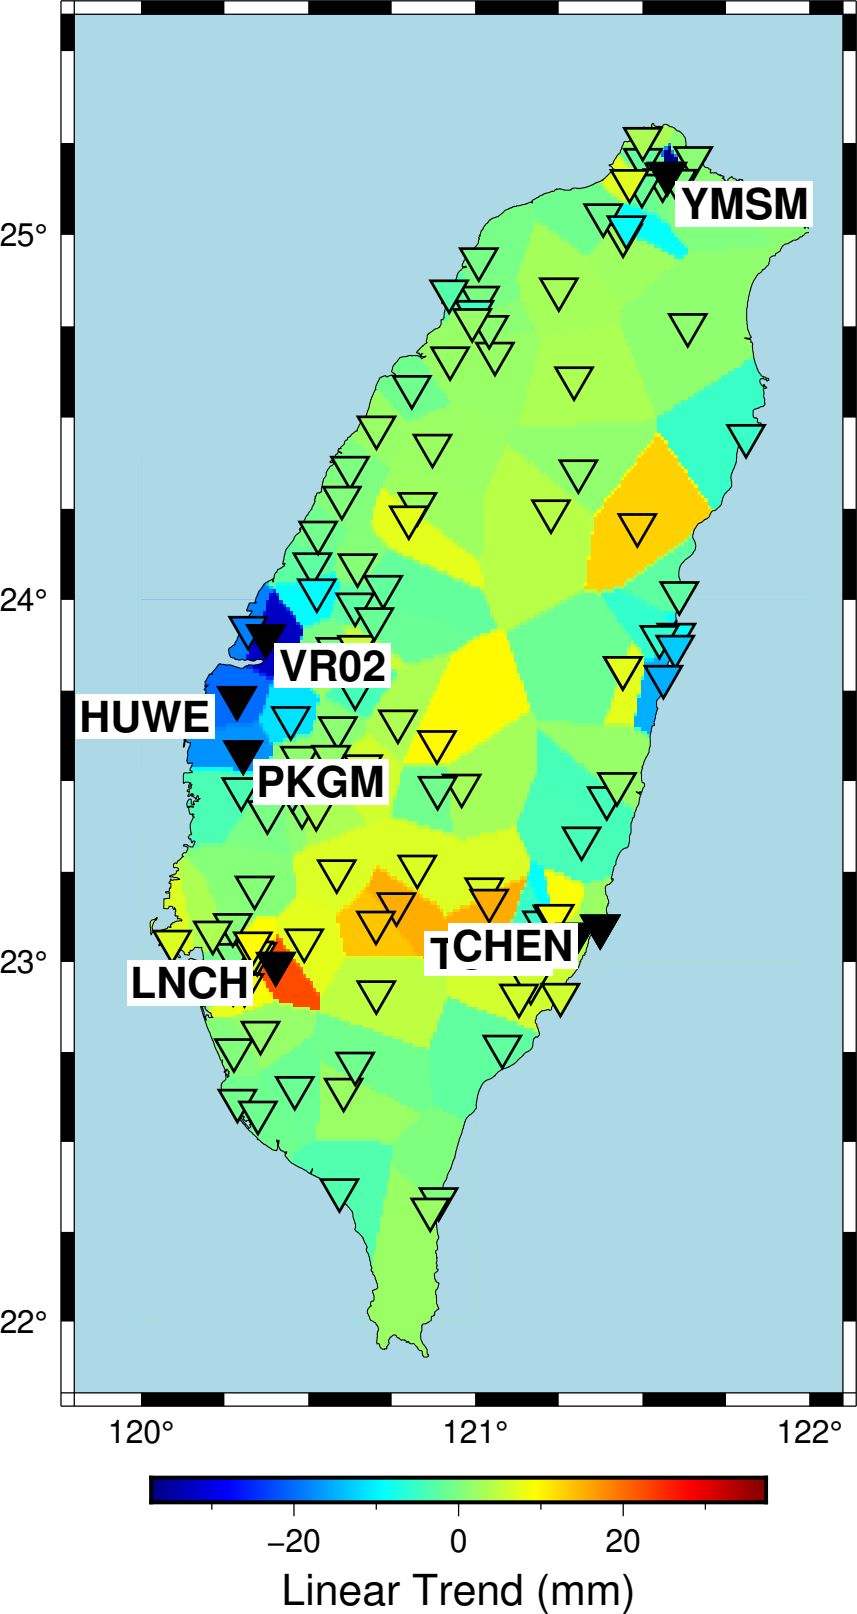 YMSM
25°
24°
VR02
HUWE
PKGM
CHEN
23°
LNCH
22°
120° 121° 122°
−20 0 20
Linear Trend (mm)